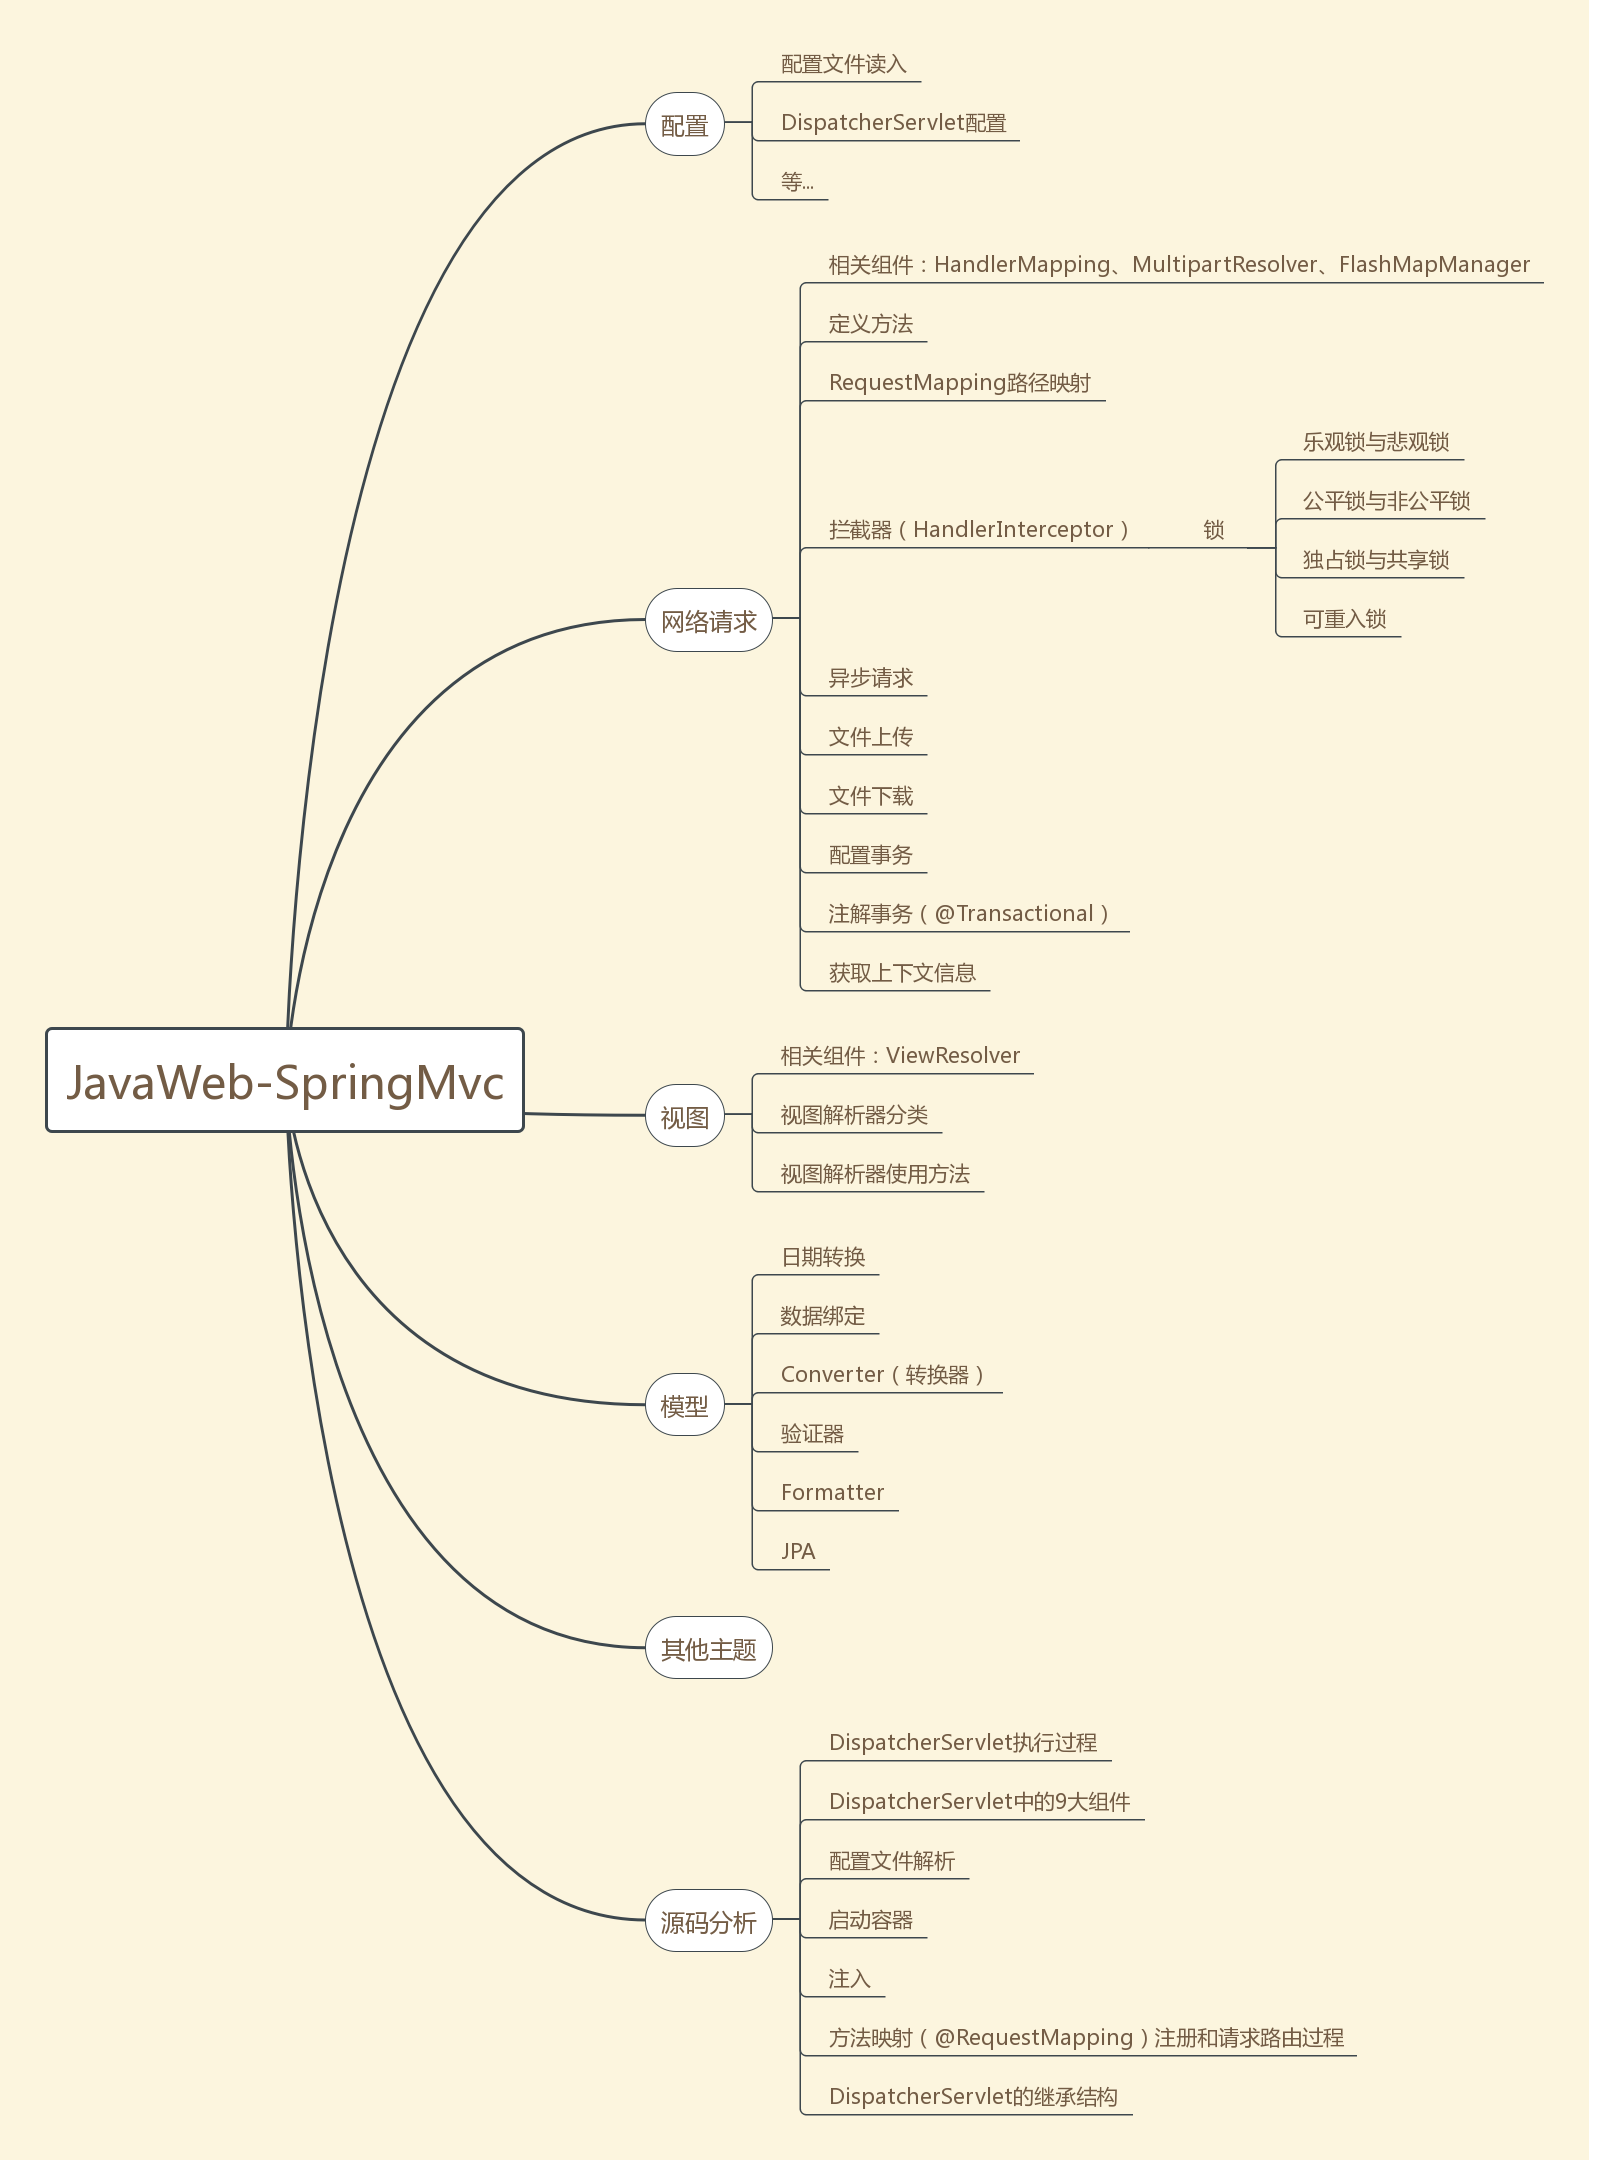 JavaWeb-SpringMvc
配置
配置文件读入
DispatcherServlet配置
等...
网络请求
相关组件：HandlerMapping、MultipartResolver、FlashMapManager
定义方法
RequestMapping路径映射
拦截器（HandlerInterceptor）
锁
乐观锁与悲观锁
公平锁与非公平锁
独占锁与共享锁
可重入锁
异步请求
文件上传
文件下载
配置事务
注解事务（@Transactional）
获取上下文信息
视图
相关组件：ViewResolver
视图解析器分类
视图解析器使用方法
模型
日期转换
数据绑定
Converter（转换器）
验证器
Formatter
JPA
其他主题
源码分析
DispatcherServlet执行过程
DispatcherServlet中的9大组件
配置文件解析
启动容器
注入
方法映射（@RequestMapping）注册和请求路由过程
DispatcherServlet的继承结构